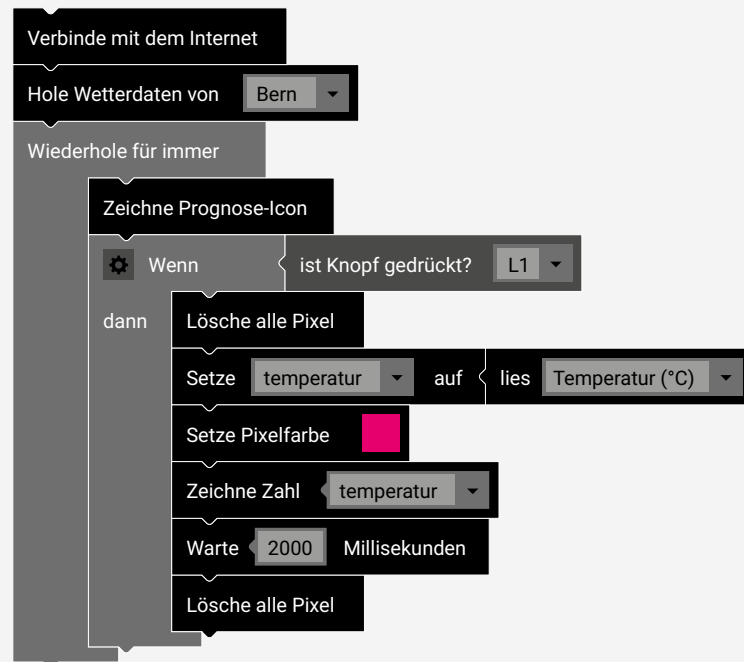 Verbinde mit dem Internet
Hole Wetterdaten von Bern
Wiederhole für immer
Zeichne Prognose-Icon
Wenn ist Knopf gedrückt? L1
dann Lösche alle Pixel
Setze temperatur auf lies Temperatur (°C)
Setze Pixelfarbe
Zeichne Zahl temperatur
Warte 2000 Millisekunden
Lösche alle Pixel